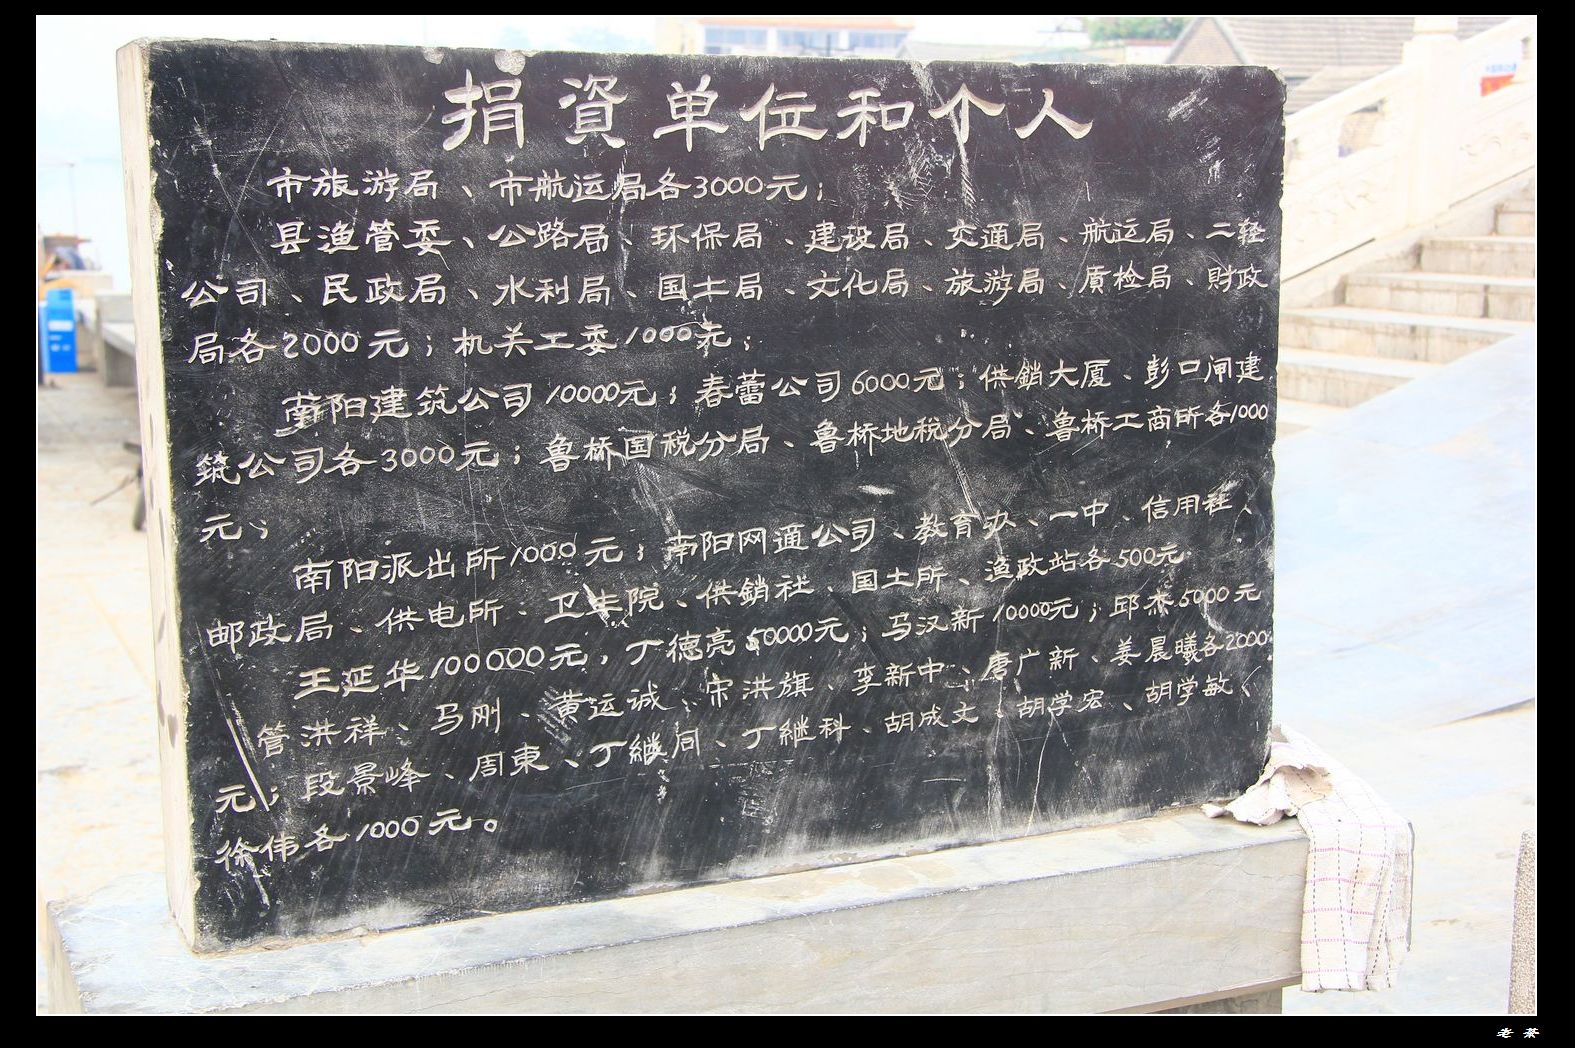 捐資单位和个人
市旅游局、市航运局各3000元；
县渔管委、公路局、环保局、建设局、交通局、航运局、二轻
公司、民政局、水利局、国土局、文化局、旅游局、质检局、財政
局各2000元；机关工委1000元；
南阳建筑公司10000元；春蕾公司6000元；供銷大厦、彭口闸建
筑公司各3000元；鲁桥国税分局、鲁桥地税分局、鲁桥工商所各1000
元；
南阳派出所1000元；南阳网通公司、教育办、一中、信用社、
邮政局、供电所、卫生院、供銷社、国土所、渔政站各500元
王延华100000元，丁德亮50000元；马汉新10000元；邱杰5000元
管洪祥、马刚、黄运诚、宋洪旗、李新中、唐广新、姜晨曦各2000
元；段景峰、周東、丁継同、丁継科、胡成文、胡学宏、胡学敏、
徐伟各1000元。
老茶